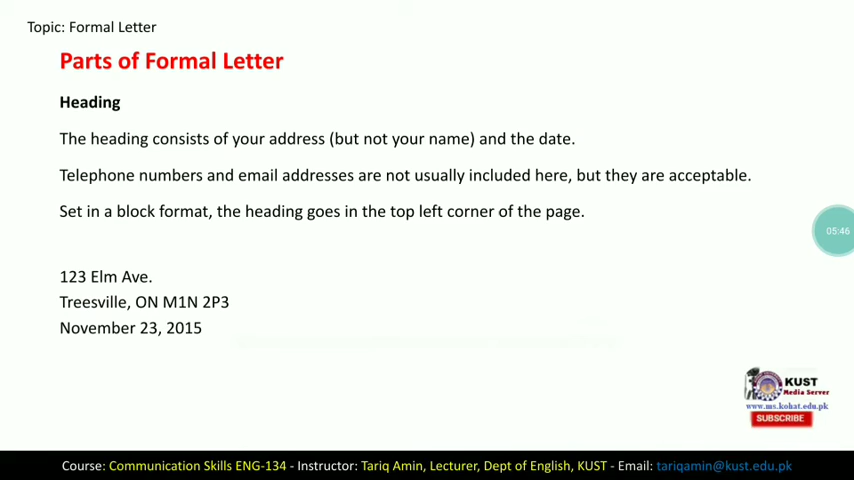 Topic: Formal Letter
Parts of Formal Letter
Heading
The heading consists of your address (but not your name) and the date.
Telephone numbers and email addresses are not usually included here, but they are acceptable.
Set in a block format, the heading goes in the top left corner of the page.
05:46
123 Elm Ave.
Treesville, ON M1N 2P3
November 23, 2015
KUST
Media Server
www.ms.kohat.edu.pk
SUBSCRIBE
Course: Communication Skills ENG-134 - Instructor: Tariq Amin, Lecturer, Dept of English, KUST - Email: tariqamin@kust.edu.pk